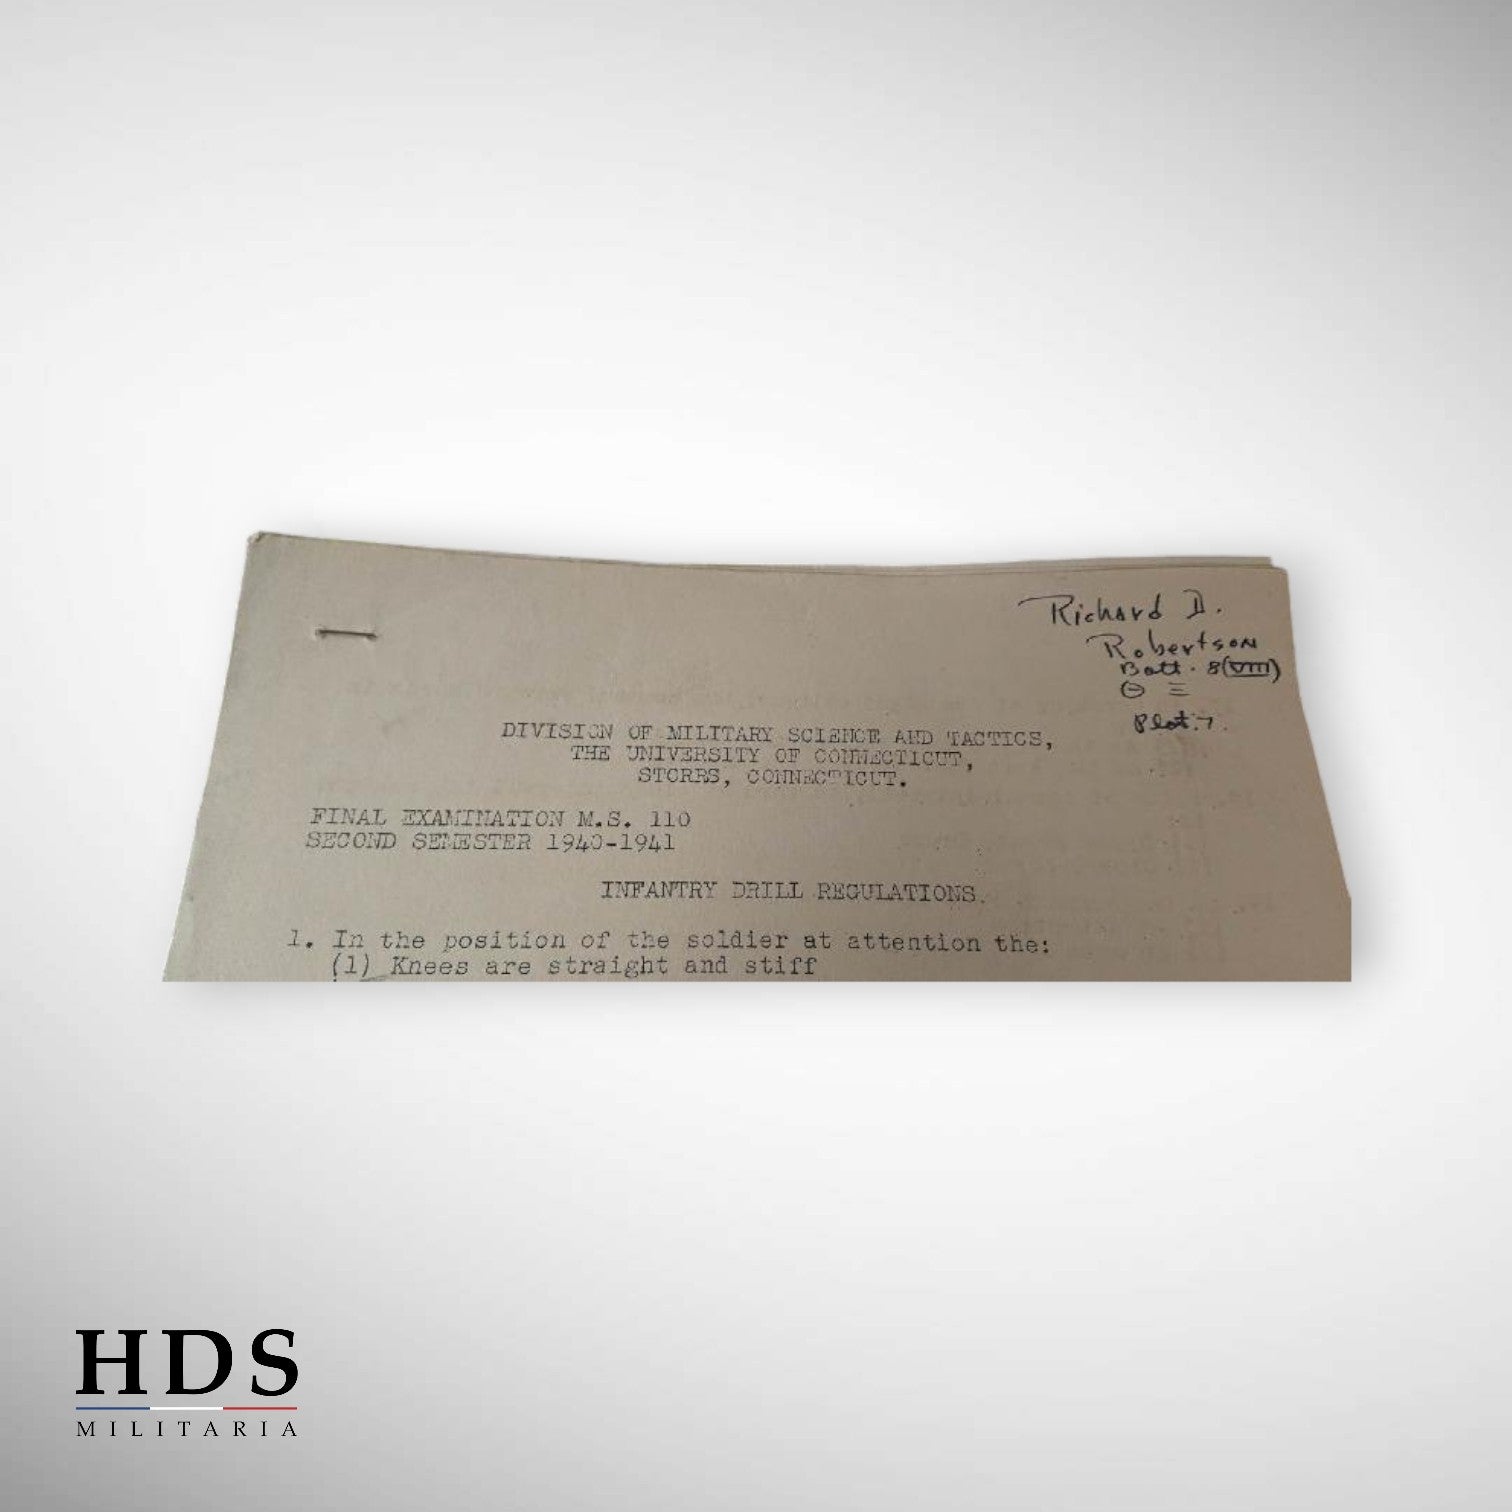 Richard D.
Robertson
Batt. 8(VIII)
Θ Ξ
Plat. 7.
DIVISION OF MILITARY SCIENCE AND TACTICS,
THE UNIVERSITY OF CONNECTICUT,
STORRS, CONNECTICUT.
FINAL EXAMINATION M.S. 110
SECOND SEMESTER 1940-1941
INFANTRY DRILL REGULATIONS.
1. In the position of the soldier at attention the:
(1) Knees are straight and stiff
HDS
MILITARIA